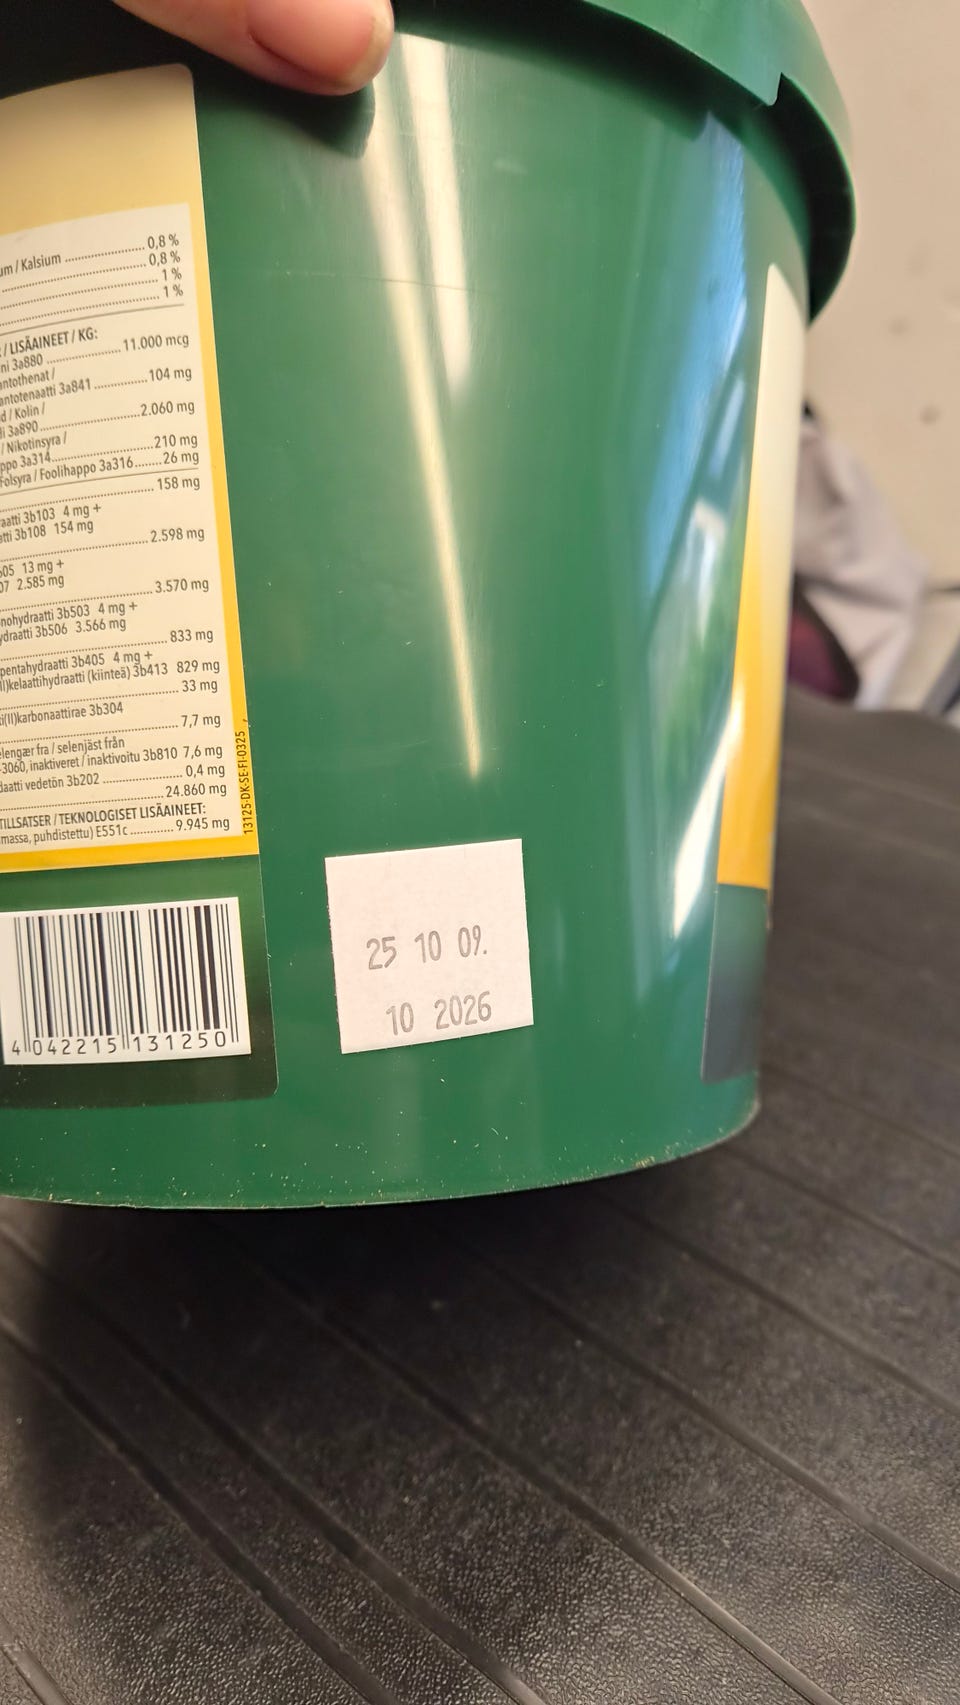 um / Kalsium ........................ 0,8 %
........................ 0,8 %
........................ 1 %
........................ 1 %
/ LISÄAINEET / KG:
ni 3a880 ........................ 11.000 mcg
antothenat /
antotenaatti 3a841 ............... 104 mg
d / Kolin /
i 3a890 ........................ 2.060 mg
/ Nikotinsyra /
ppo 3a314 ........................ 210 mg
Folsyra / Foolihappo 3a316 ........ 26 mg
........................ 158 mg
raatti 3b103 4 mg +
atti 3b108 154 mg
........................ 2.598 mg
605 13 mg +
07 2.585 mg
........................ 3.570 mg
nohydraatti 3b503 4 mg +
ydraatti 3b506 3.566 mg
........................ 833 mg
pentahydraatti 3b405 4 mg +
II)kelaattihydraatti (kiinteä) 3b413 829 mg
........................ 33 mg
ti(II)karbonaattirae 3b304
........................ 7,7 mg
elengær fra / selenjäst från
-3060, inaktiveret / inaktivoitu 3b810 7,6 mg
daatti vedetön 3b202 ............... 0,4 mg
........................ 24.860 mg
TILLSATSER / TEKNOLOGISET LISÄAINEET:
massa, puhdistettu) E551c ............ 9.945 mg
13125-DK-SE-FI-0325
4 042215 131250
25 10 09.
10 2026